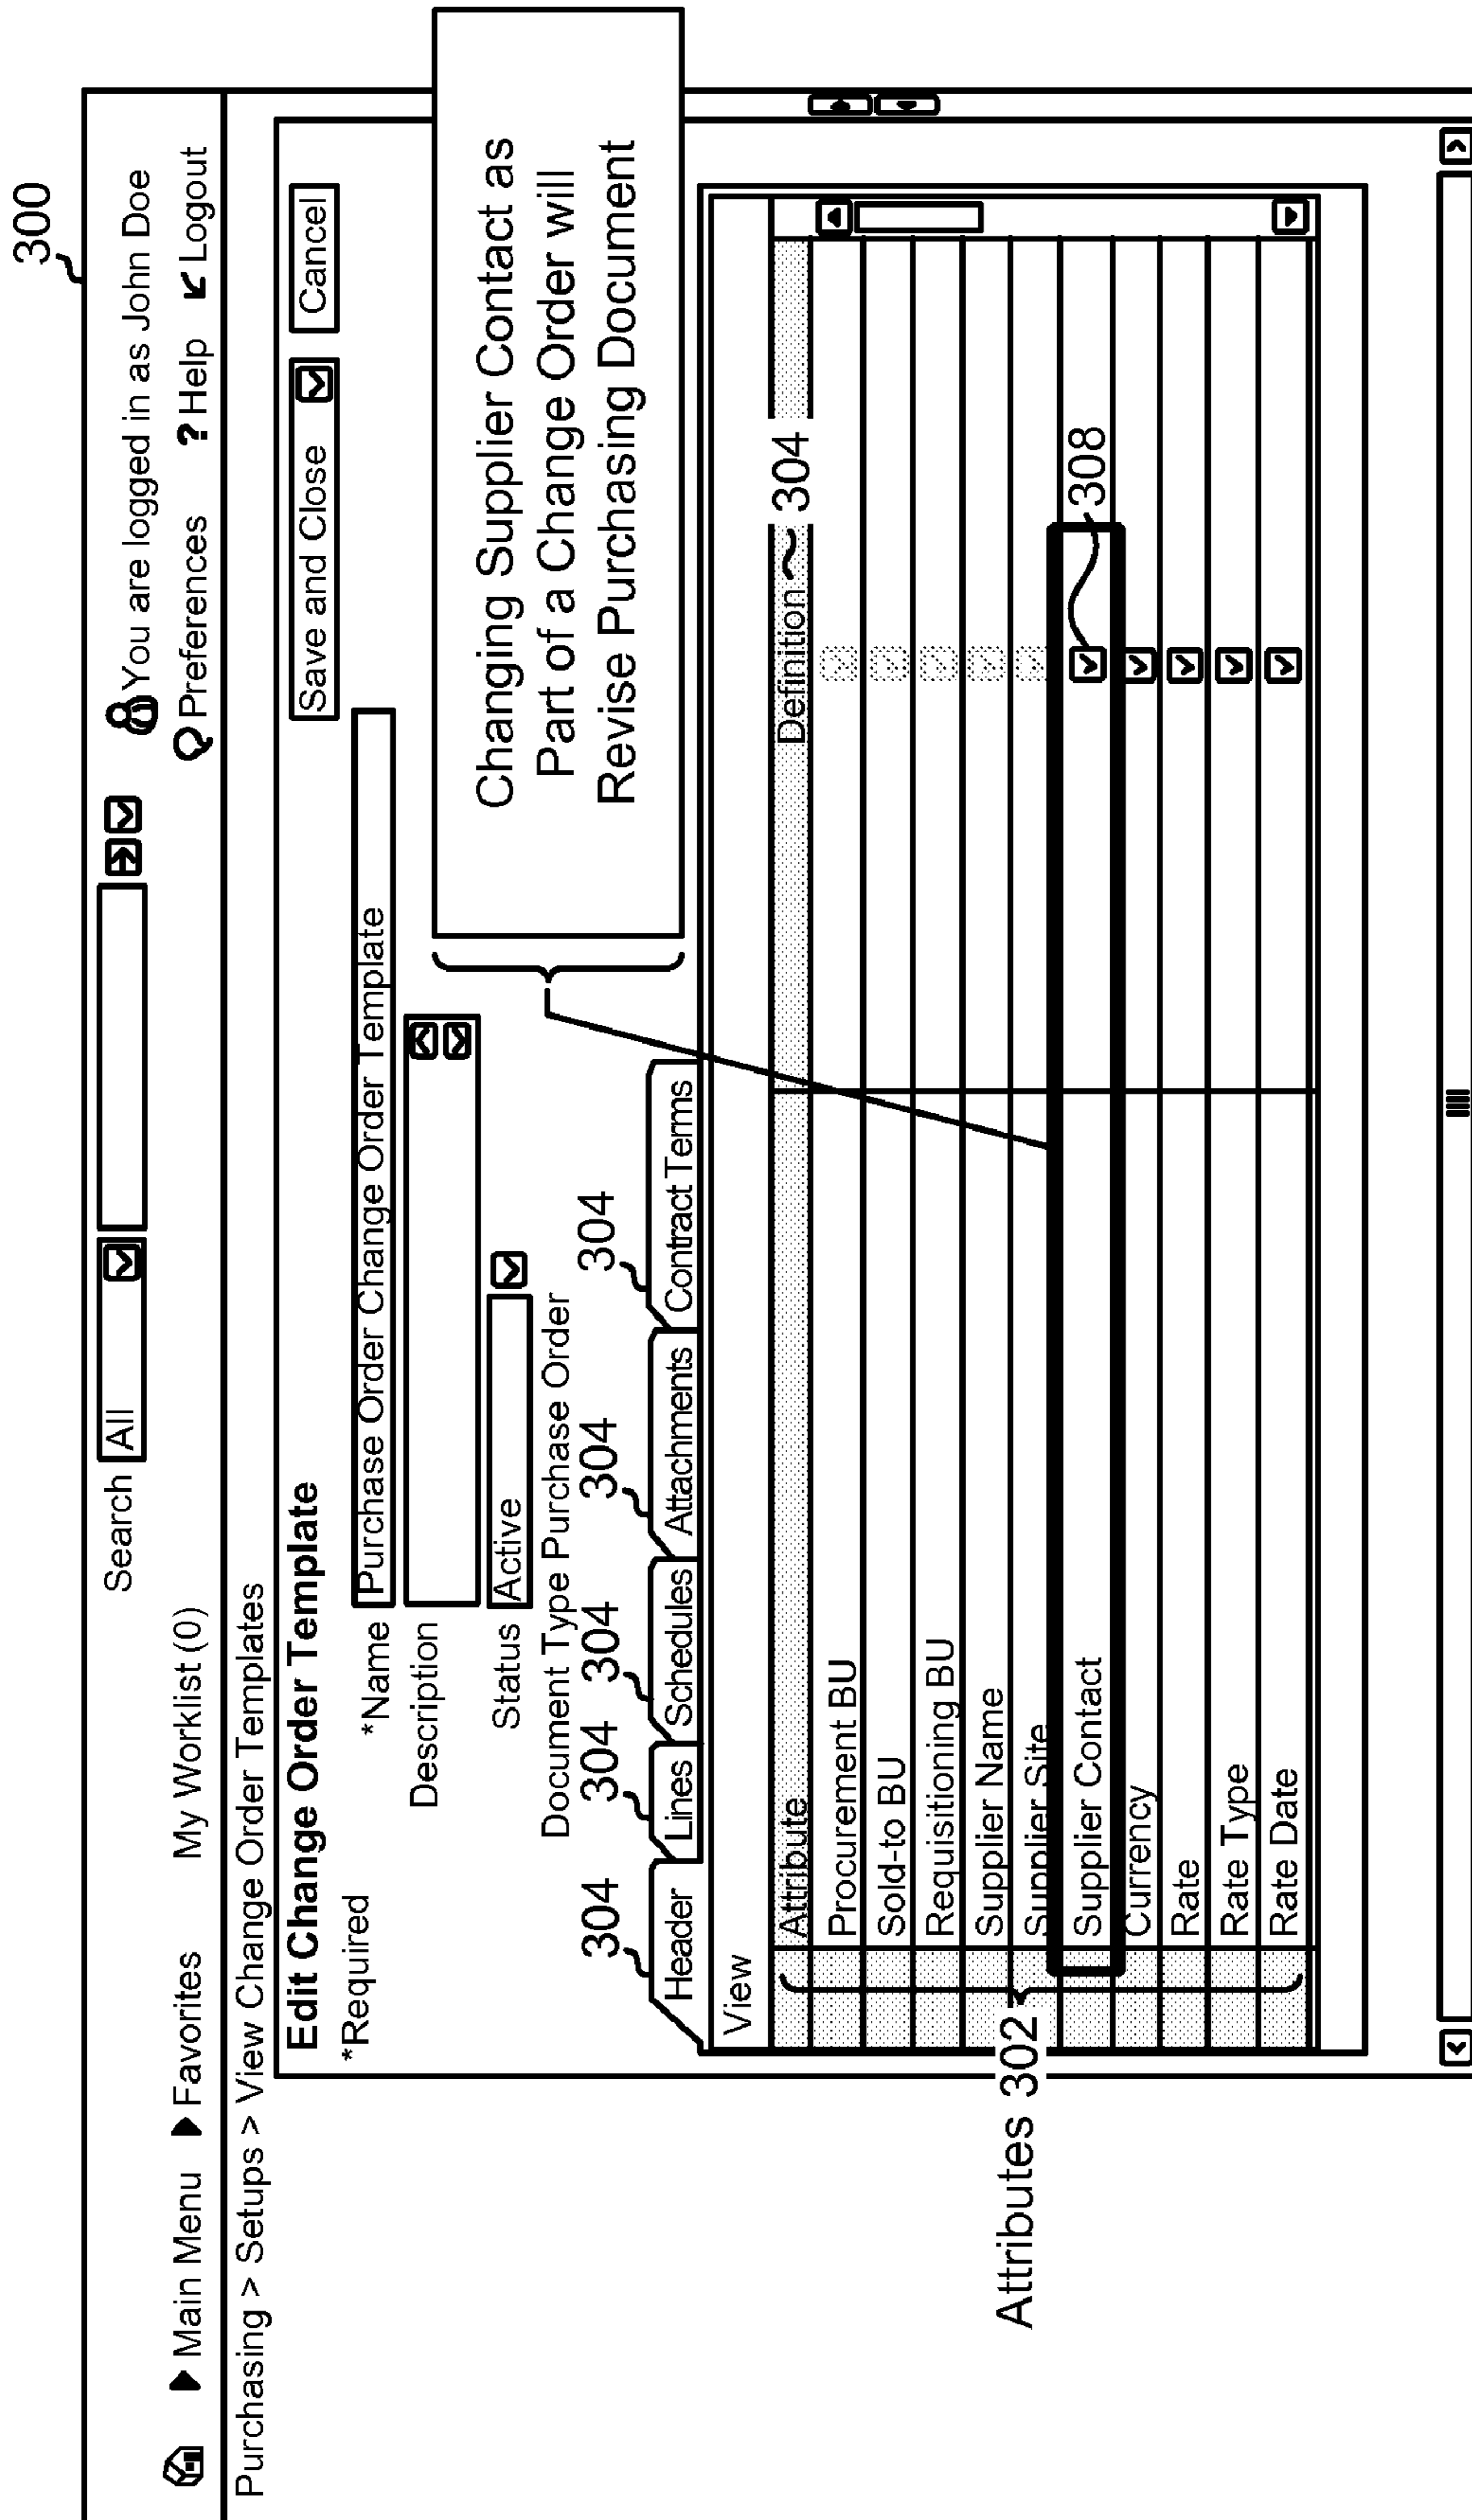 300
Search All
You are logged in as John Doe
Main Menu Favorites My Worklist (0)
Preferences ? Help Logout
Purchasing > Setups > View Change Order Templates
Edit Change Order Template
Save and Close Cancel
*Required
*Name Purchase Order Change Order Template
Description
Status Active
Document Type Purchase Order
Changing Supplier Contact as
Part of a Change Order will
Revise Purchasing Document
304 304 304 304 304
Header Lines Schedules Attachments Contract Terms
View
Attribute Definition 304
Procurement BU
Sold-to BU
Requisitioning BU
Supplier Name
Supplier Site
Supplier Contact 308
Currency
Rate
Rate Type
Rate Date
Attributes 302